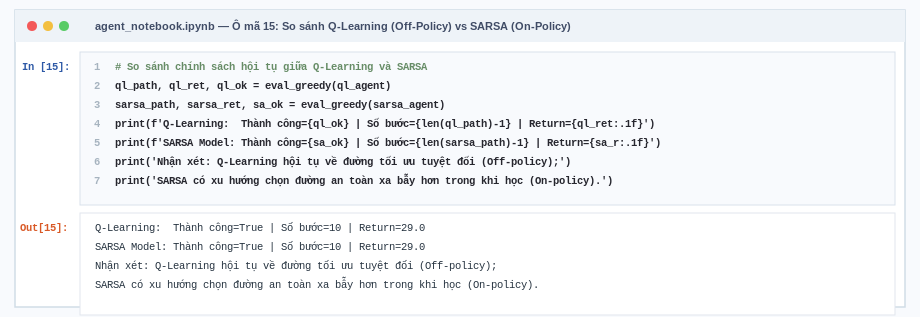 agent_notebook.ipynb — Ô mã 15: So sánh Q-Learning (Off-Policy) vs SARSA (On-Policy)
In [15]:
1 # So sánh chính sách hội tụ giữa Q-Learning và SARSA
2 ql_path, ql_ret, ql_ok = eval_greedy(ql_agent)
3 sarsa_path, sarsa_ret, sa_ok = eval_greedy(sarsa_agent)
4 print(f'Q-Learning:  Thành công={ql_ok} | Số bước={len(ql_path)-1} | Return={ql_ret:.1f}')
5 print(f'SARSA Model: Thành công={sa_ok} | Số bước={len(sarsa_path)-1} | Return={sa_r:.1f}')
6 print('Nhận xét: Q-Learning hội tụ về đường tối ưu tuyệt đối (Off-policy);')
7 print('SARSA có xu hướng chọn đường an toàn xa bẫy hơn trong khi học (On-policy).')
Out[15]:
Q-Learning:  Thành công=True | Số bước=10 | Return=29.0
SARSA Model: Thành công=True | Số bước=10 | Return=29.0
Nhận xét: Q-Learning hội tụ về đường tối ưu tuyệt đối (Off-policy);
SARSA có xu hướng chọn đường an toàn xa bẫy hơn trong khi học (On-policy).